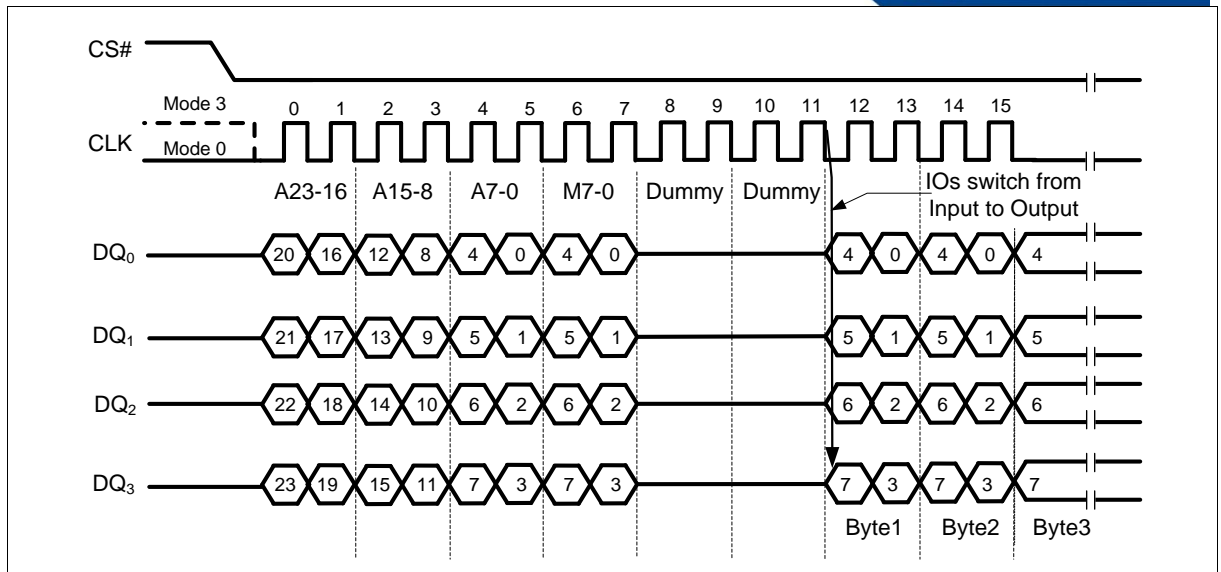 CS#
Mode 3
0 1 2 3 4 5 6 7 8 9 10 11 12 13 14 15
CLK
Mode 0
A23-16 A15-8 A7-0 M7-0 Dummy Dummy
IOs switch from
Input to Output
DQ₀ 20 16 12 8 4 0 4 0 4 0 4 0 4
DQ₁ 21 17 13 9 5 1 5 1 5 1 5 1 5
DQ₂ 22 18 14 10 6 2 6 2 6 2 6 2 6
DQ₃ 23 19 15 11 7 3 7 3 7 3 7 3 7
Byte1 Byte2 Byte3